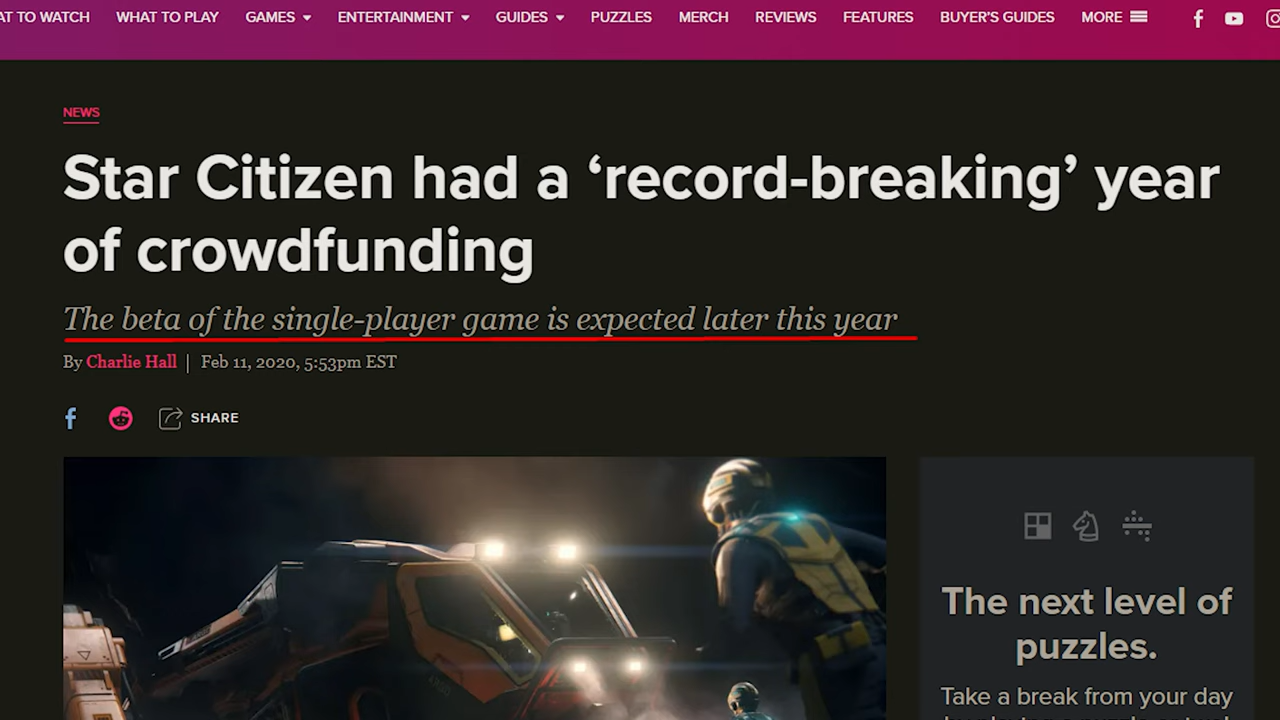 AT TO WATCH WHAT TO PLAY GAMES ENTERTAINMENT GUIDES PUZZLES MERCH REVIEWS FEATURES BUYER'S GUIDES MORE
NEWS
Star Citizen had a ‘record-breaking’ year
of crowdfunding
The beta of the single-player game is expected later this year
By Charlie Hall | Feb 11, 2020, 5:53pm EST
SHARE
The next level of
puzzles.
Take a break from your day